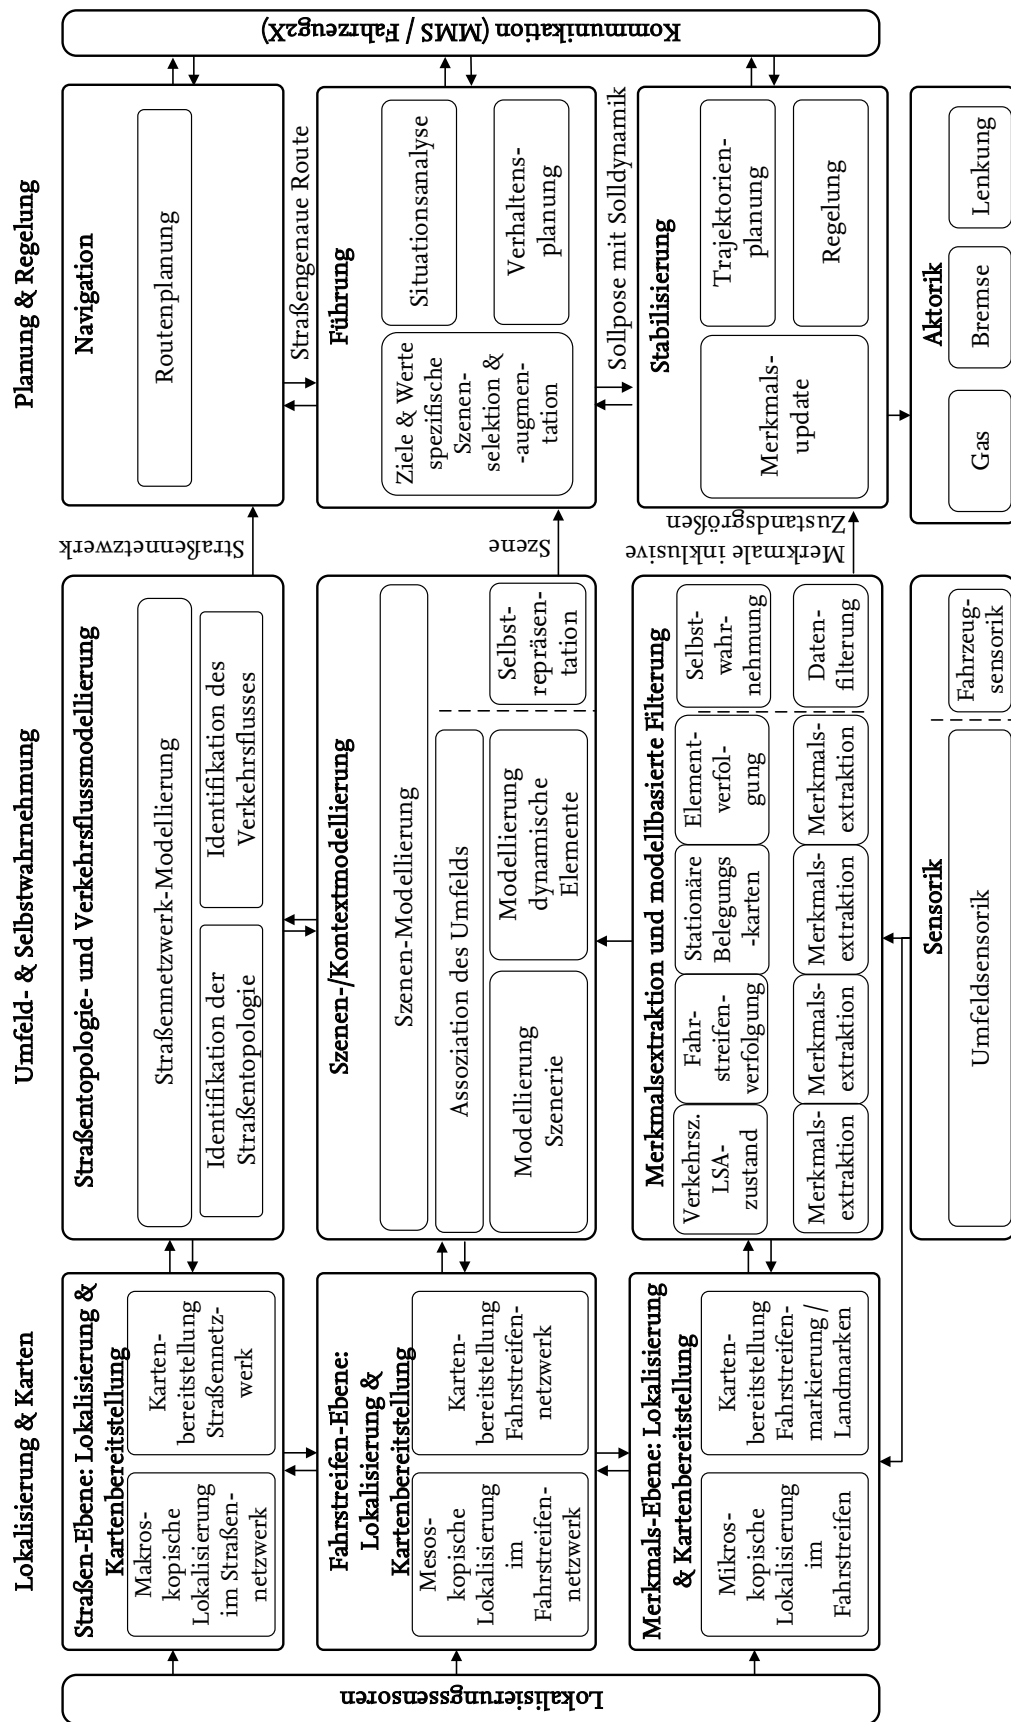 Lokalisierung & Karten
Umfeld- & Selbstwahrnehmung
Planung & Regelung
Lokalisierungssensoren
Straßen-Ebene: Lokalisierung &
Kartenbereitstellung
Makros-
kopische
Lokalisierung
im Straßen-
netzwerk
Karten-
bereitstellung
Straßennetz-
werk
Straßentopologie- und Verkehrsflussmodellierung
Straßennetzwerk-Modellierung
Identifikation der
Straßentopologie
Identifikation des
Verkehrsflusses
Straßennetzwerk
Navigation
Routenplanung
Straßengenaue Route
Fahrstreifen-Ebene:
Lokalisierung &
Kartenbereitstellung
Mesos-
kopische
Lokalisierung
im
Fahrstreifen-
netzwerk
Karten-
bereitstellung
Fahrstreifen-
netzwerk
Szenen-/Kontextmodellierung
Szenen-Modellierung
Assoziation des Umfelds
Modellierung
Szenerie
Modellierung
dynamische
Elemente
Selbst-
repräsen-
tation
Szene
Führung
Ziele & Werte
spezifische
Szenen-
selektion &
-augmen-
tation
Situationsanalyse
Verhaltens-
planung
Sollpose mit Solldynamik
Merkmals-Ebene: Lokalisierung
& Kartenbereitstellung
Mikros-
kopische
Lokalisierung
im
Fahrstreifen
Karten-
bereitstellung
Fahrstreifen-
markierung /
Landmarken
Merkmalsextraktion und modellbasierte Filterung
Verkehrsz.
LSA-
zustand
Fahr-
streifen-
verfolgung
Stationäre
Belegungs
-karten
Element-
verfol-
gung
Selbst-
wahr-
nehmung
Merkmals-
extraktion
Merkmals-
extraktion
Merkmals-
extraktion
Merkmals-
extraktion
Daten-
filterung
Merkmale inklusive
Zustandsgrößen
Stabilisierung
Merkmals-
update
Trajektorien-
planung
Regelung
Sensorik
Umfeldsensorik
Fahrzeug-
sensorik
Aktorik
Gas
Bremse
Lenkung
Kommunikation (MMS / Fahrzeug2X)